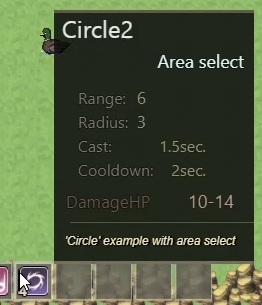 Circle2
Area select
Range: 6
Radius: 3
Cast: 1.5sec.
Cooldown: 2sec.
DamageHP 10-14
'Circle' example with area select
4